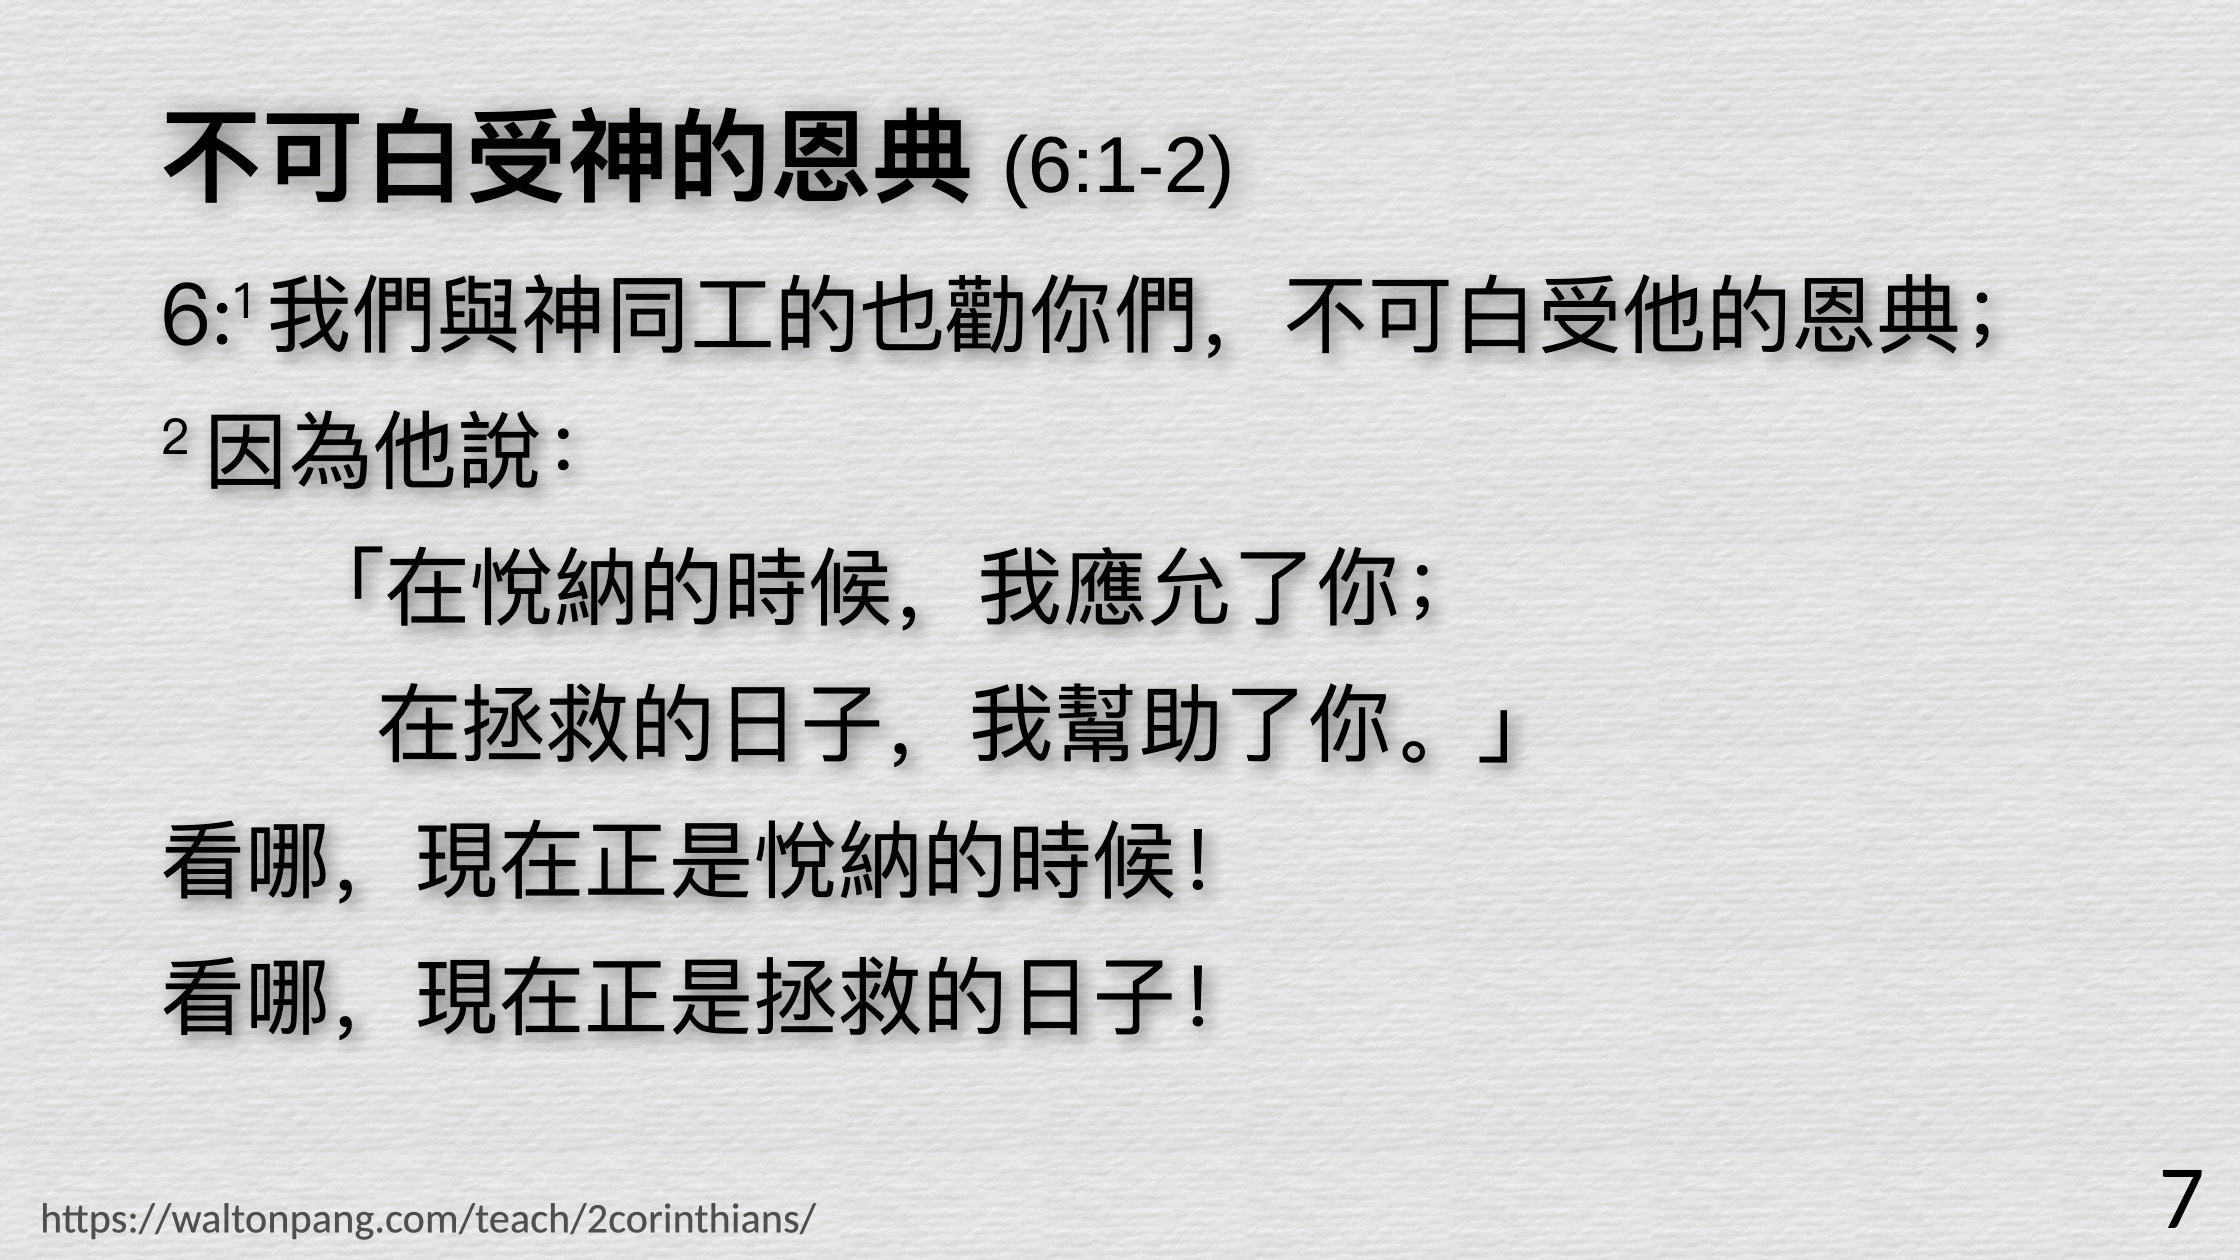 不可白受神的恩典 (6:1-2)
6:1 我們與神同工的也勸你們，不可白受他的恩典；
2 因為他說：
「在悅納的時候，我應允了你；
在拯救的日子，我幫助了你。」
看哪，現在正是悅納的時候！
看哪，現在正是拯救的日子！
https://waltonpang.com/teach/2corinthians/
7